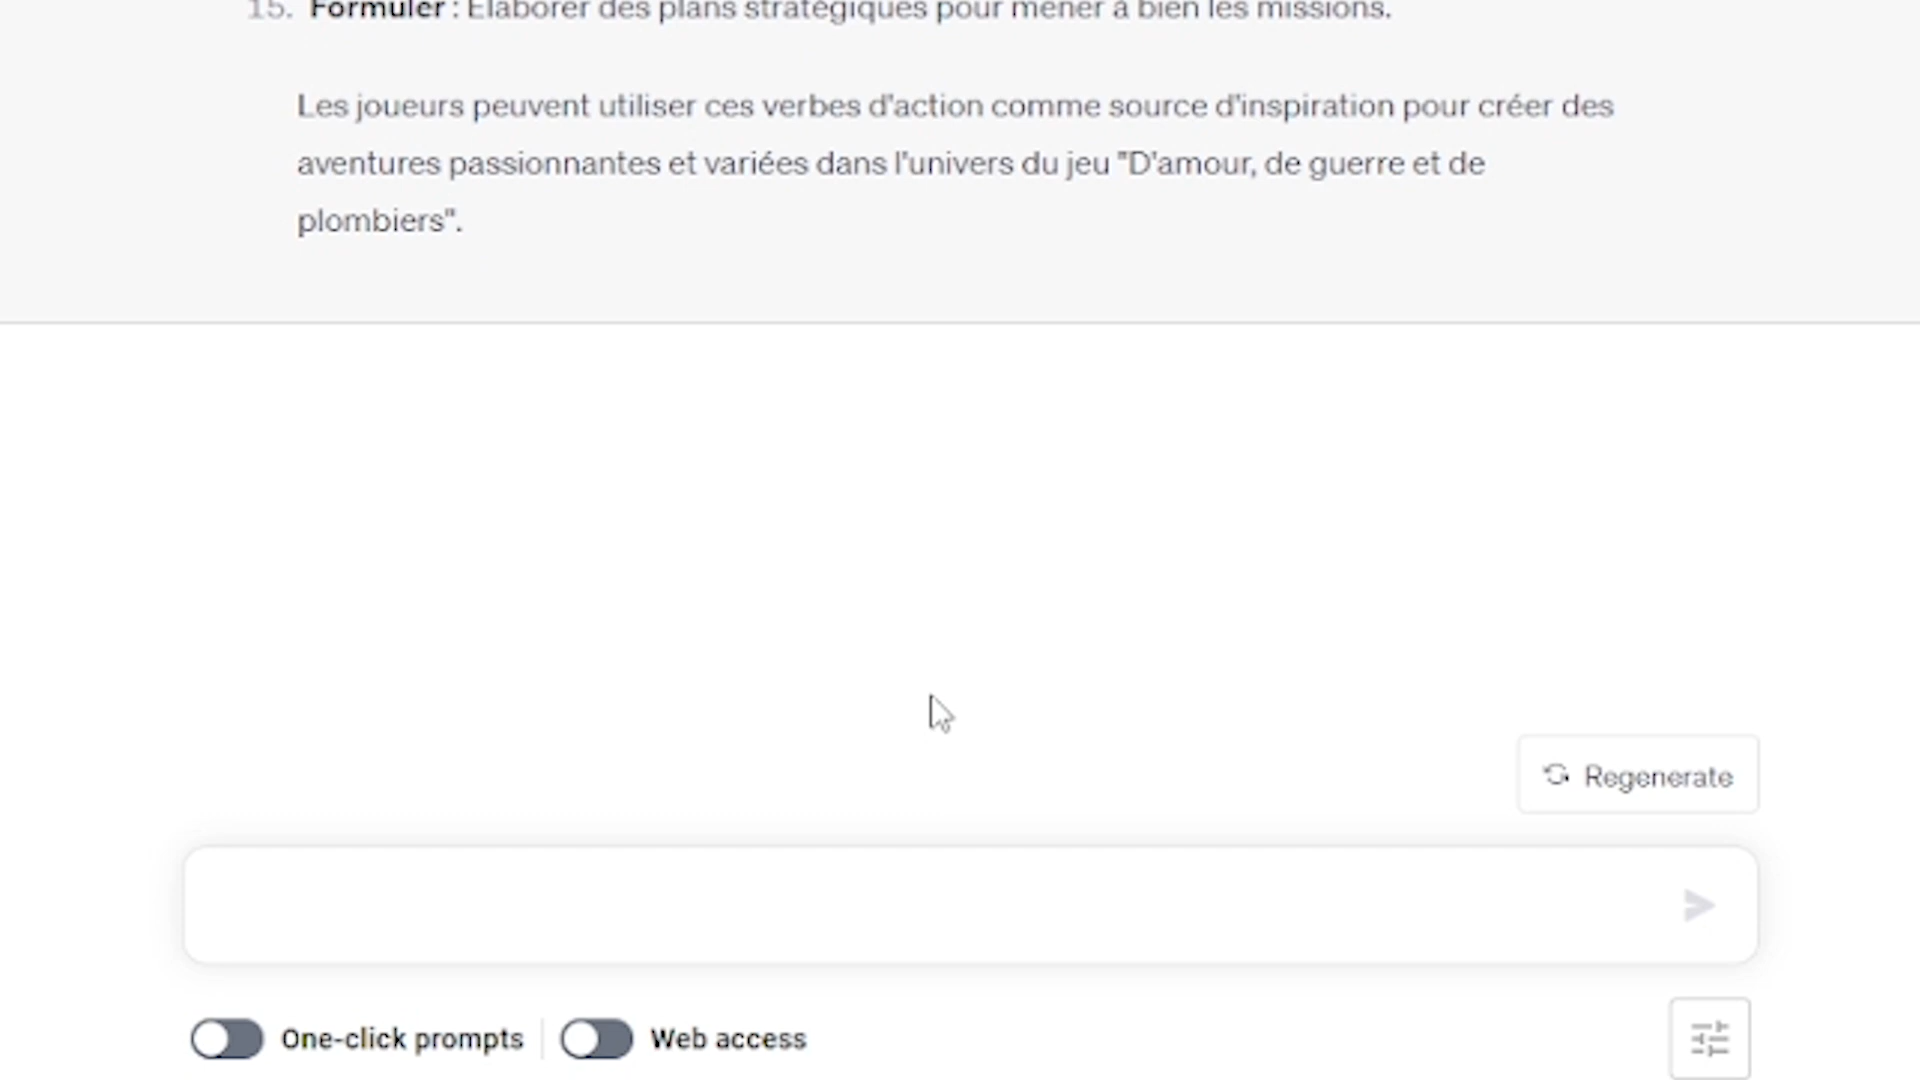 15. Formuler : Élaborer des plans stratégiques pour mener à bien les missions.
Les joueurs peuvent utiliser ces verbes d'action comme source d'inspiration pour créer des
aventures passionnantes et variées dans l'univers du jeu "D'amour, de guerre et de
plombiers".
Regenerate
One-click prompts
Web access